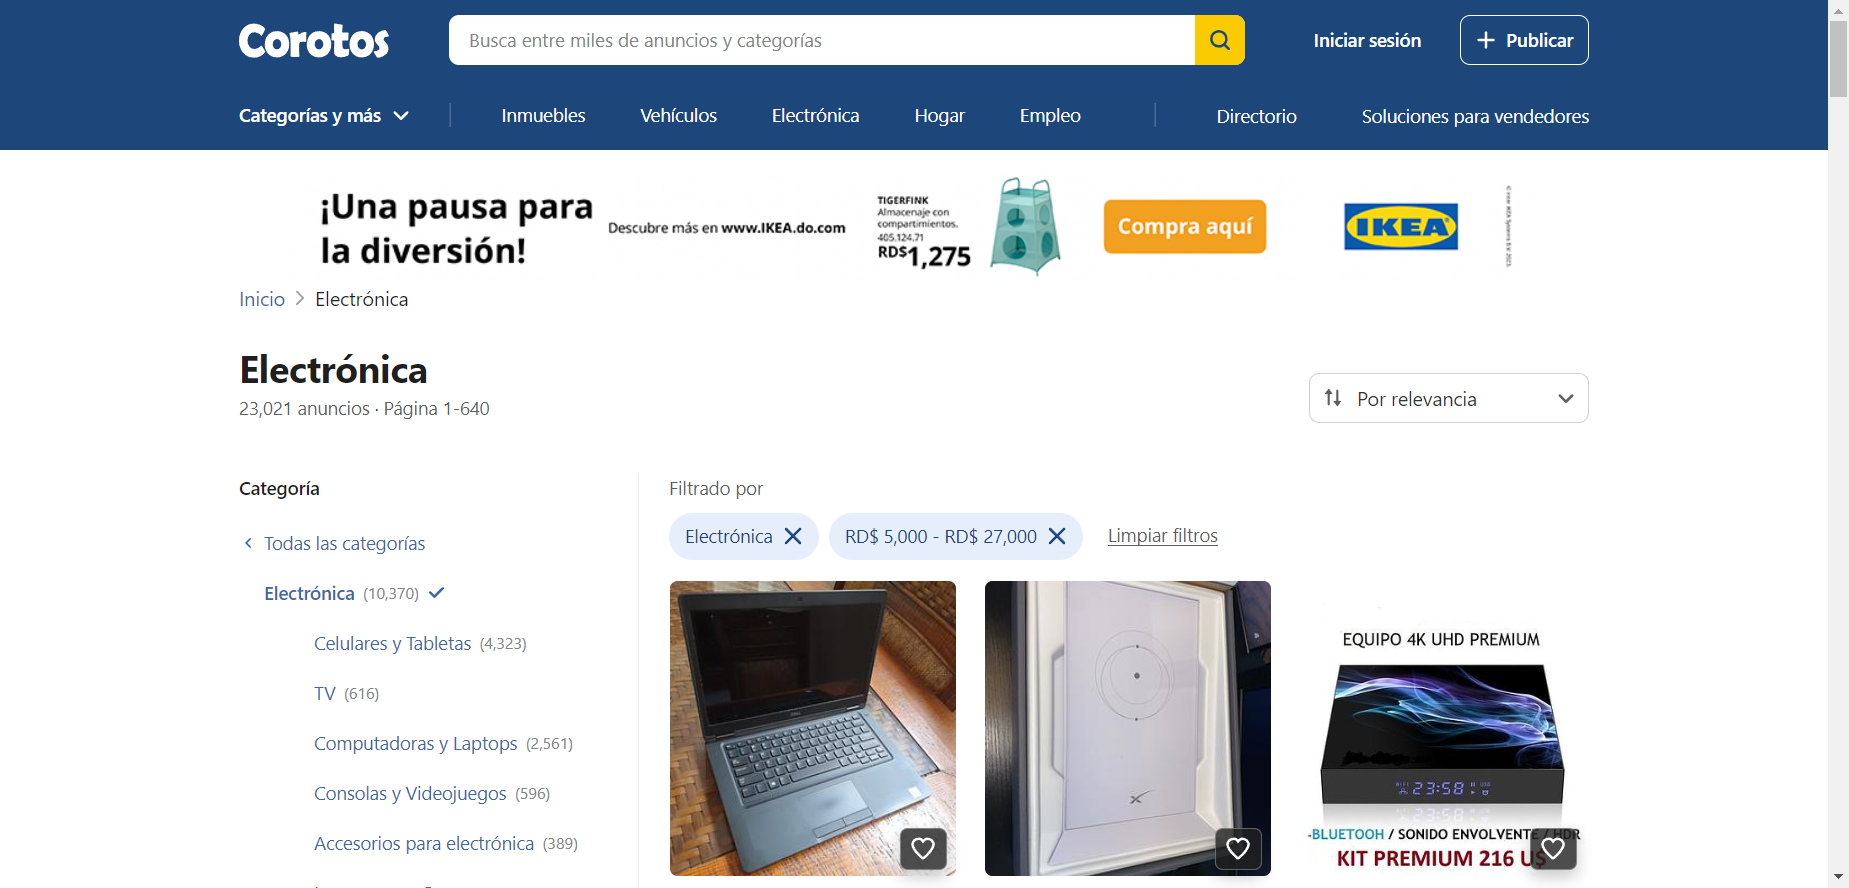 Corotos
Busca entre miles de anuncios y categorías
Iniciar sesión
Publicar
Categorías y más
Inmuebles
Vehículos
Electrónica
Hogar
Empleo
Directorio
Soluciones para vendedores
¡Una pausa para
la diversión!
Descubre más en www.IKEA.do.com
TIGERFINK
Almacenaje con
compartimientos.
405.124.71
RD$1,275
Compra aquí
IKEA
Inicio
Electrónica
Electrónica
23,021 anuncios · Página 1-640
Por relevancia
Categoría
Todas las categorías
Electrónica (10,370)
Celulares y Tabletas (4,323)
TV (616)
Computadoras y Laptops (2,561)
Consolas y Videojuegos (596)
Accesorios para electrónica (389)
Filtrado por
Electrónica
RD$ 5,000 - RD$ 27,000
Limpiar filtros
EQUIPO 4K UHD PREMIUM
23:58
-BLUETOOH / SONIDO ENVOLVENTE / HDR
KIT PREMIUM 216 U$